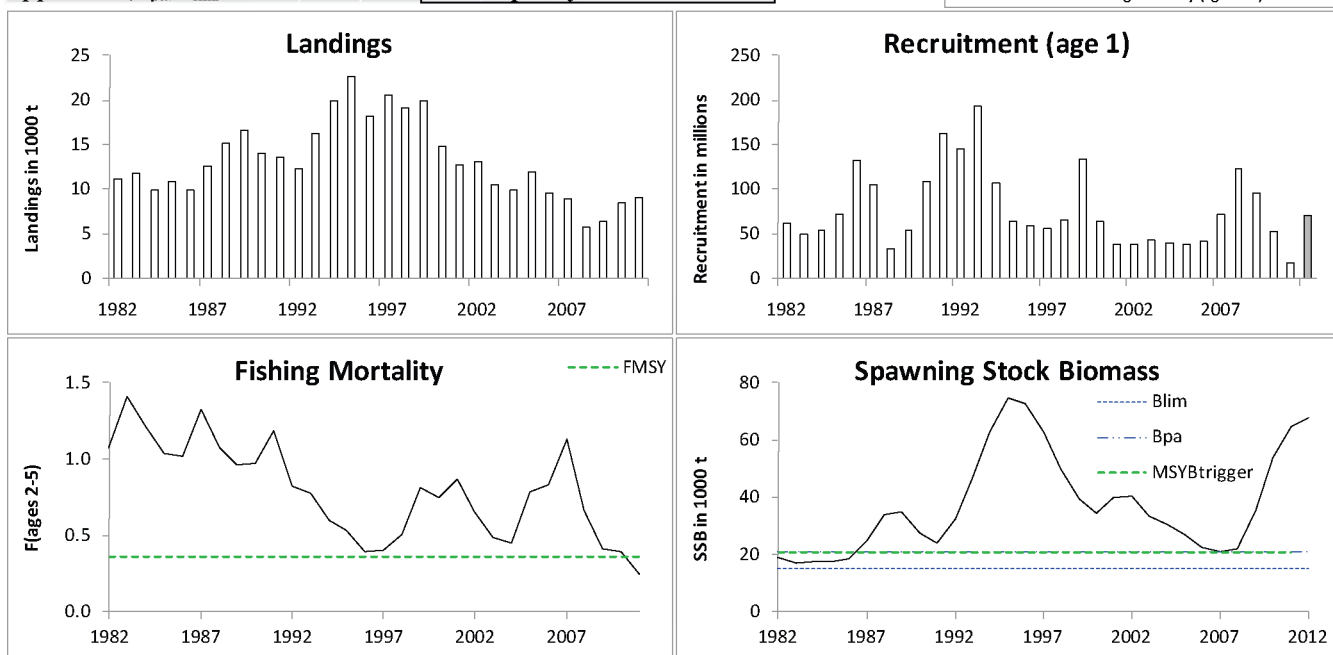 Landings
Landings in 1000 t
25
20
15
10
5
0
1982 1987 1992 1997 2002 2007
Recruitment (age 1)
Recruitment in millions
250
200
150
100
50
0
1982 1987 1992 1997 2002 2007
Fishing Mortality
FMSY
F(ages 2-5)
1.5
1.0
0.5
0.0
1982 1987 1992 1997 2002 2007
Spawning Stock Biomass
Blim
Bpa
MSYBtrigger
SSB in 1000 t
80
60
40
20
0
1982 1987 1992 1997 2002 2007 2012